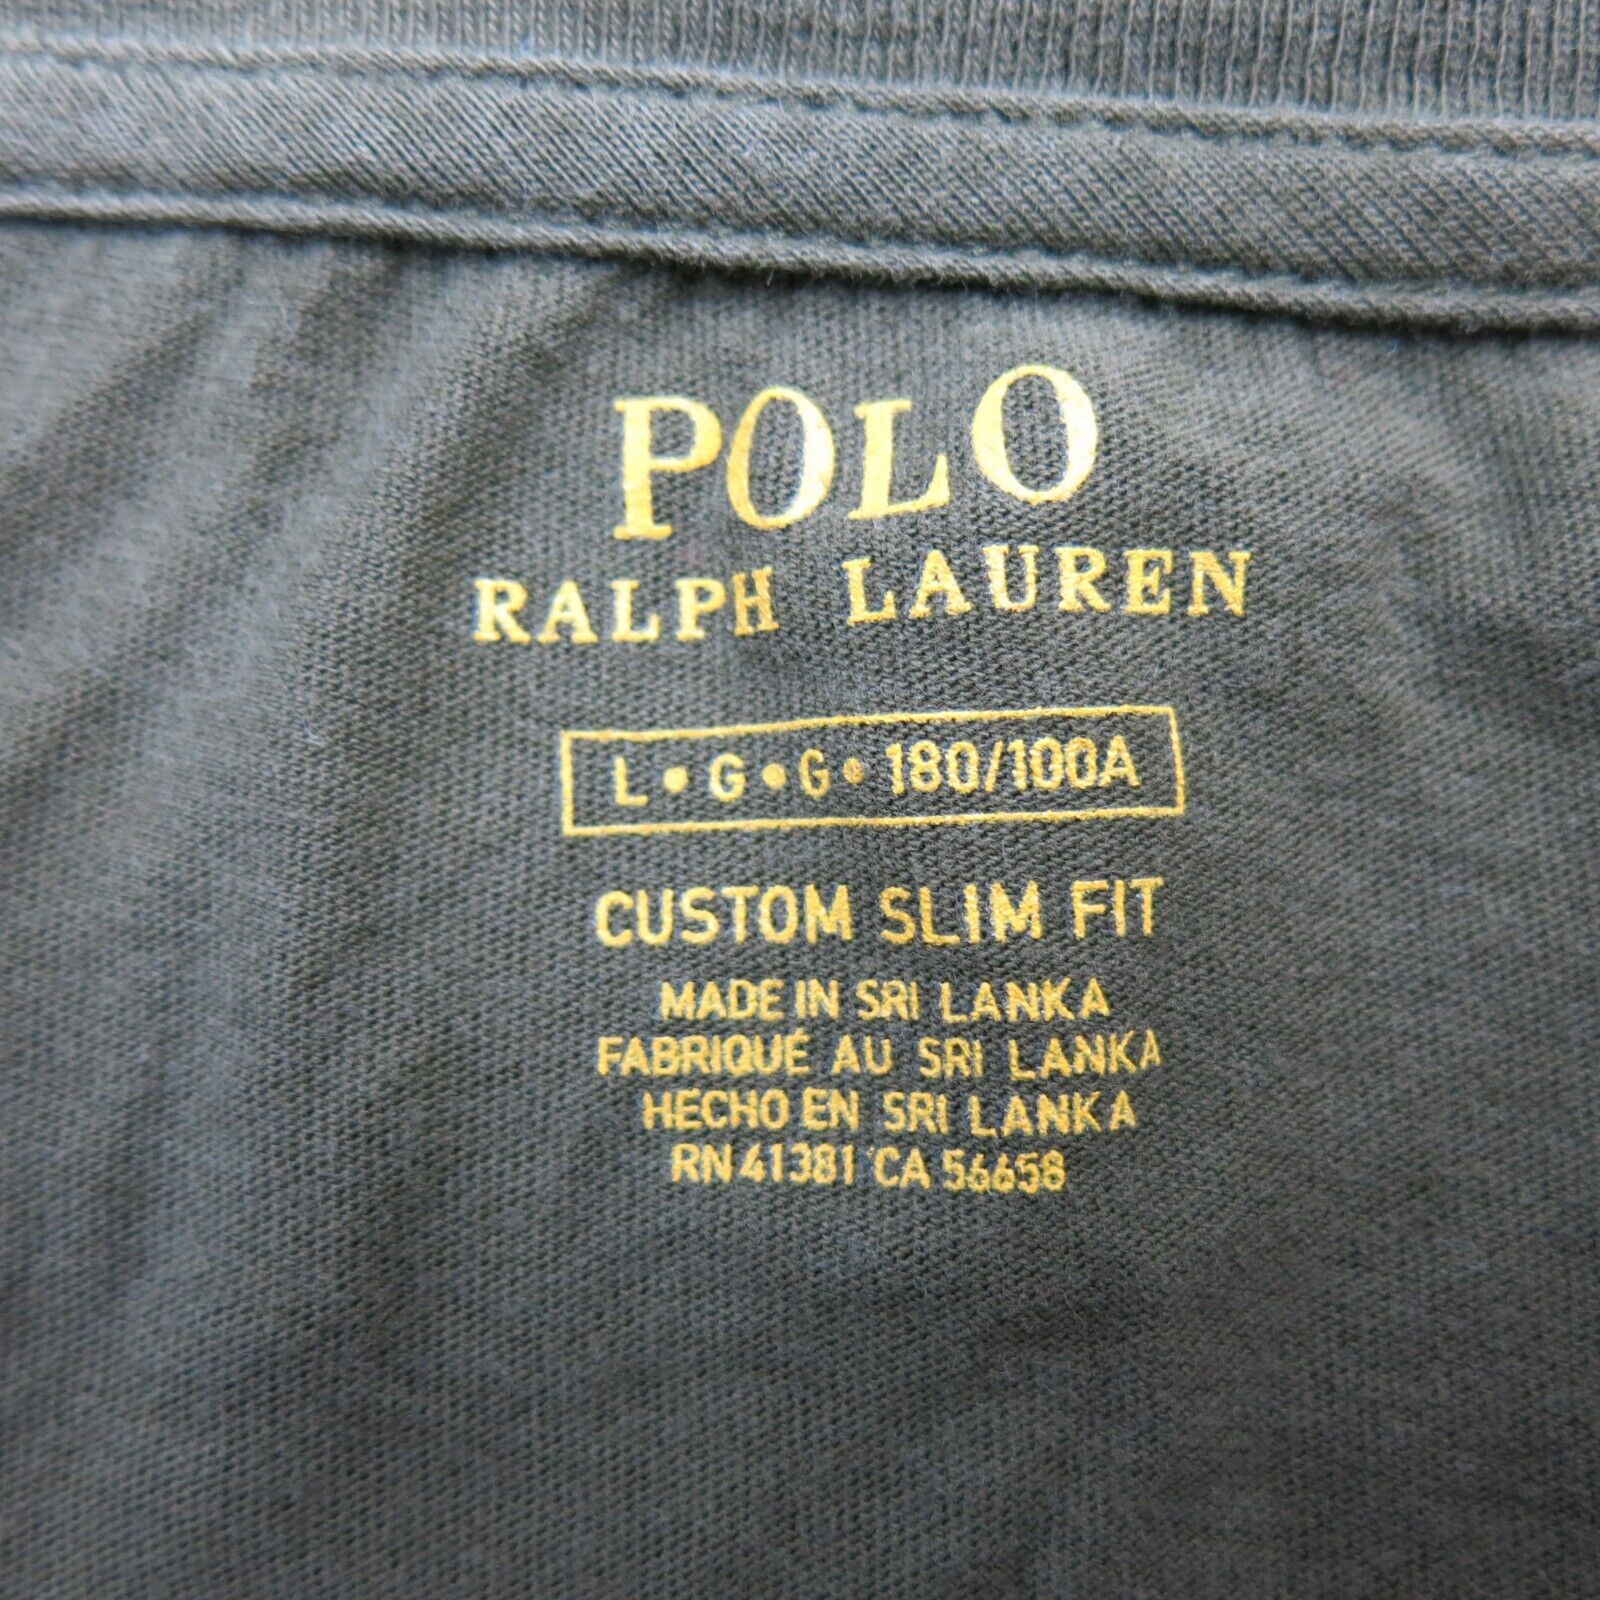 POLO
RALPH LAUREN
L • G • G • 180/100A
CUSTOM SLIM FIT
MADE IN SRI LANKA
FABRIQUÉ AU SRI LANKA
HECHO EN SRI LANKA
RN 41381 CA 56658